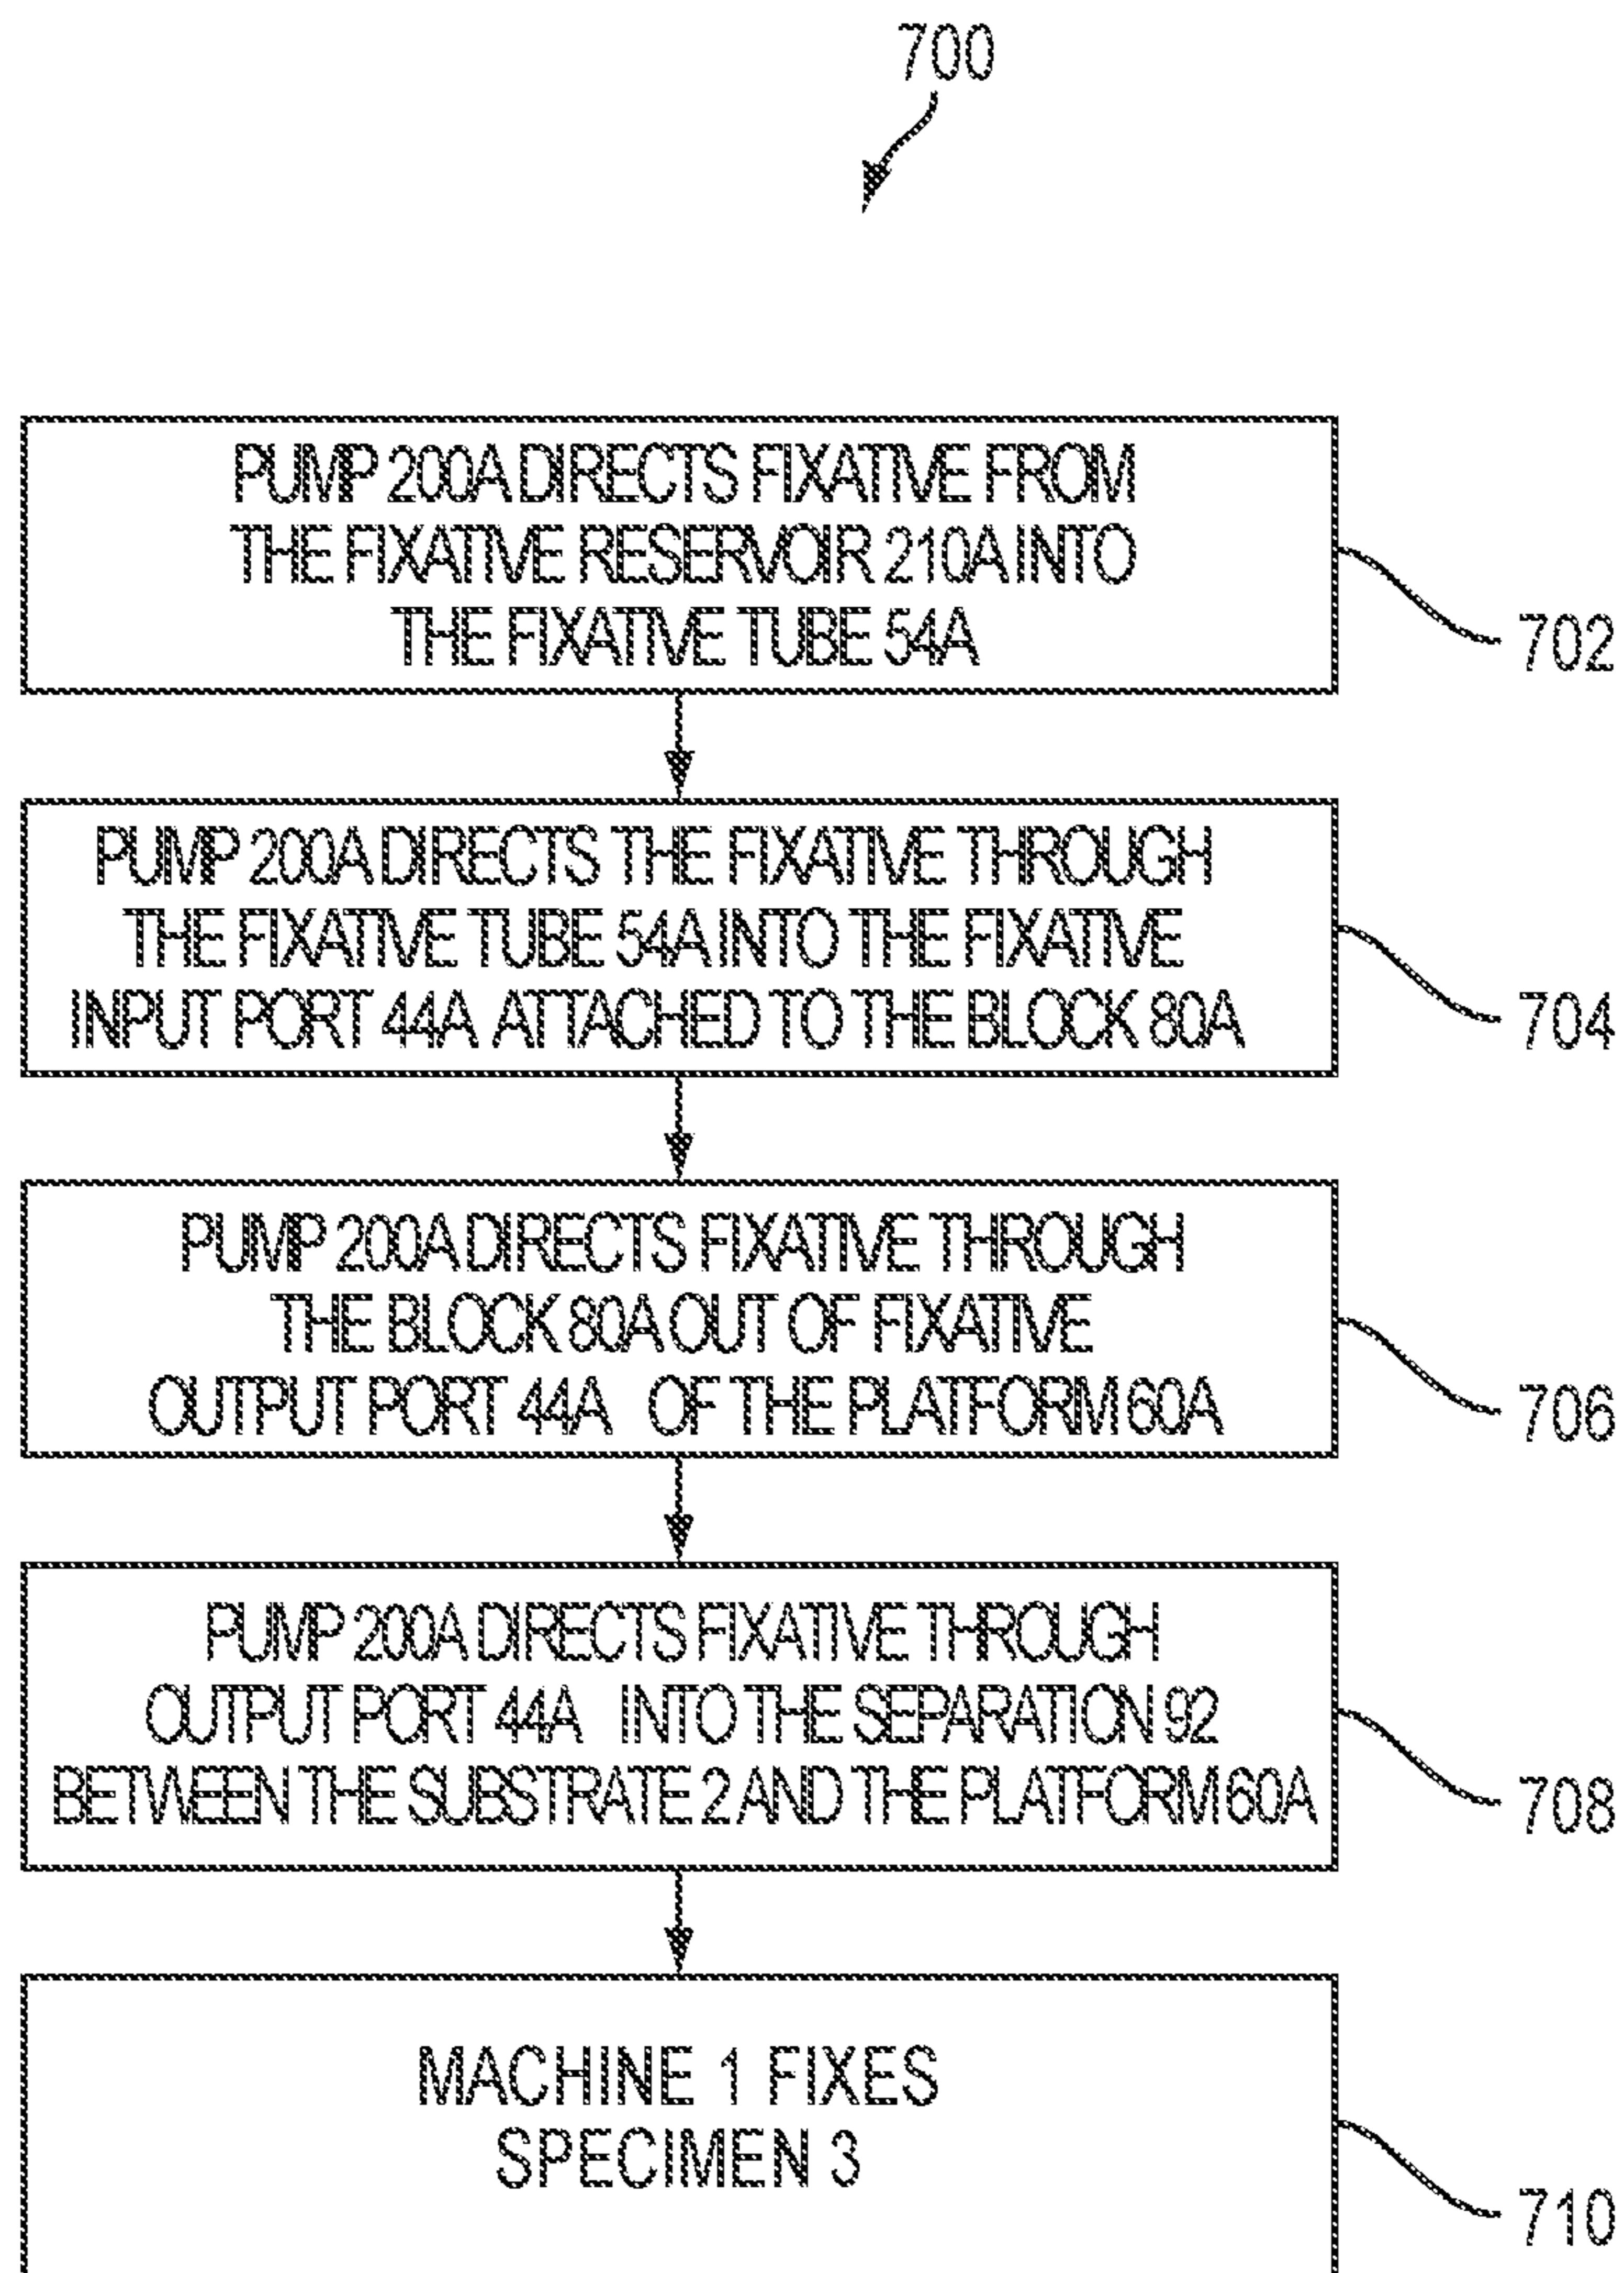 700
PUMP 200A DIRECTS FIXATIVE FROM
THE FIXATIVE RESERVOIR 210A INTO
THE FIXATIVE TUBE 54A
702
PUMP 200A DIRECTS THE FIXATIVE THROUGH
THE FIXATIVE TUBE 54A INTO THE FIXATIVE
INPUT PORT 44A ATTACHED TO THE BLOCK 80A
704
PUMP 200A DIRECTS FIXATIVE THROUGH
THE BLOCK 80A OUT OF FIXATIVE
OUTPUT PORT 44A OF THE PLATFORM 60A
706
PUMP 200A DIRECTS FIXATIVE THROUGH
OUTPUT PORT 44A INTO THE SEPARATION 92
BETWEEN THE SUBSTRATE 2 AND THE PLATFORM 60A
708
MACHINE 1 FIXES
SPECIMEN 3
710